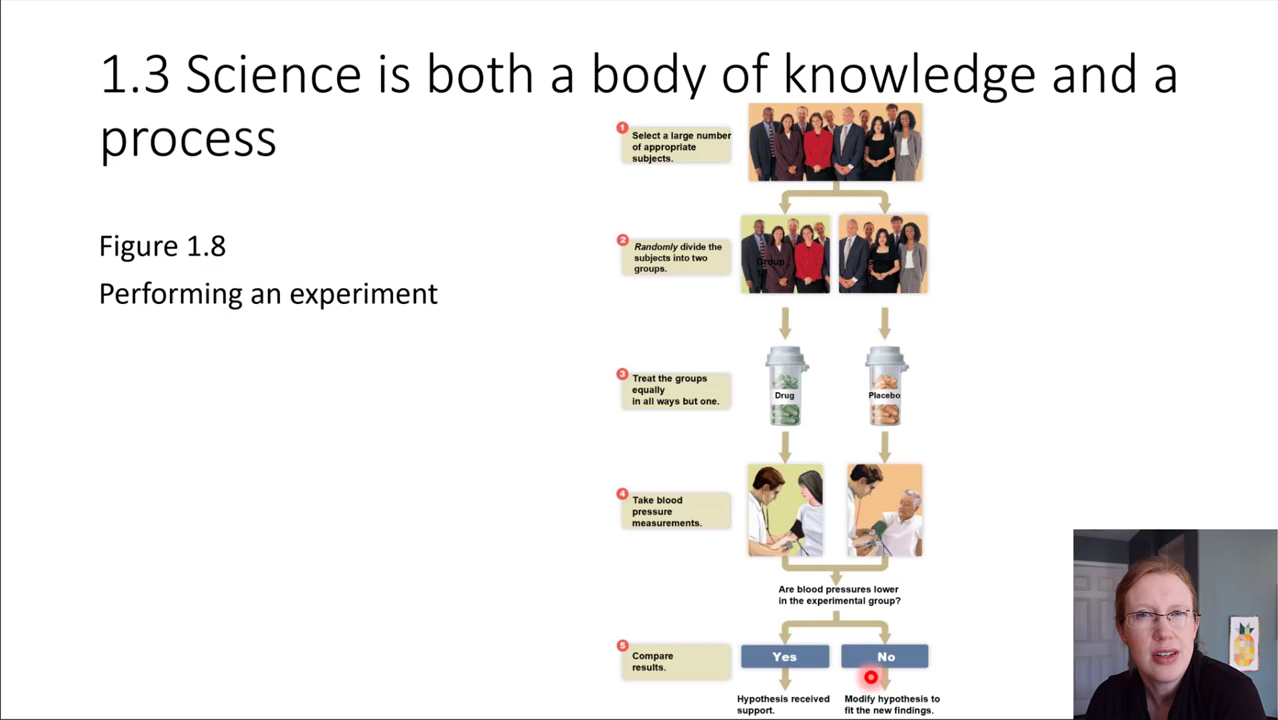 1.3 Science is both a body of knowledge and a
process
Figure 1.8
Performing an experiment
1
Select a large number
of appropriate
subjects.
2
Randomly divide the
subjects into two
groups.
Group
3
Treat the groups
equally
in all ways but one.
Drug
Placebo
4
Take blood
pressure
measurements.
Are blood pressures lower
in the experimental group?
5
Compare
results.
Yes
No
Hypothesis received
support.
Modify hypothesis to
fit the new findings.